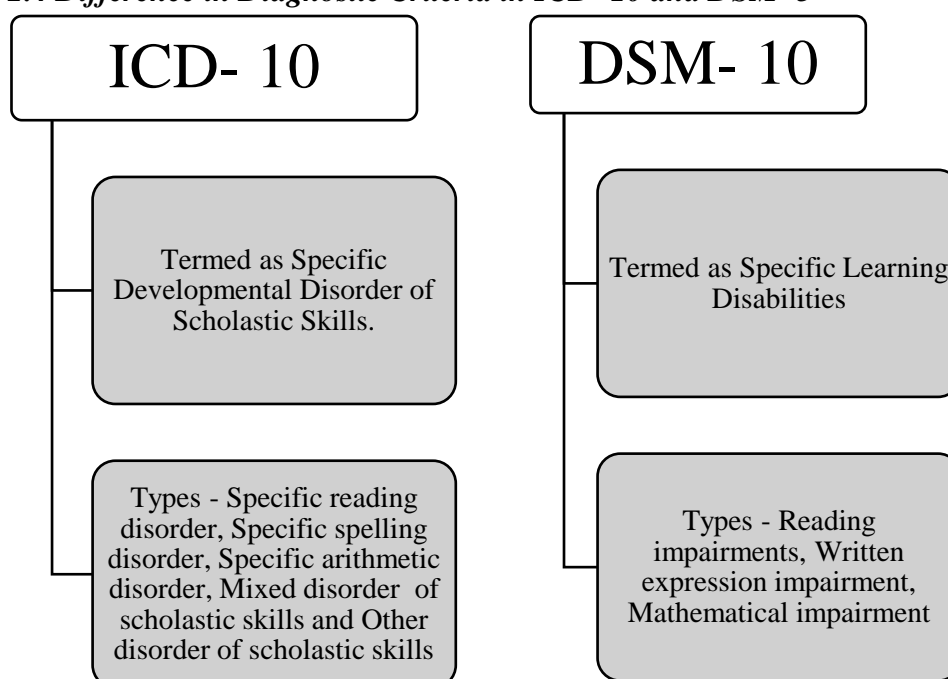 ICD- 10
Termed as Specific
Developmental Disorder of
Scholastic Skills.
Types - Specific reading
disorder, Specific spelling
disorder, Specific arithmetic
disorder, Mixed disorder of
scholastic skills and Other
disorder of scholastic skills
DSM- 10
Termed as Specific Learning
Disabilities
Types - Reading
impairments, Written
expression impairment,
Mathematical impairment